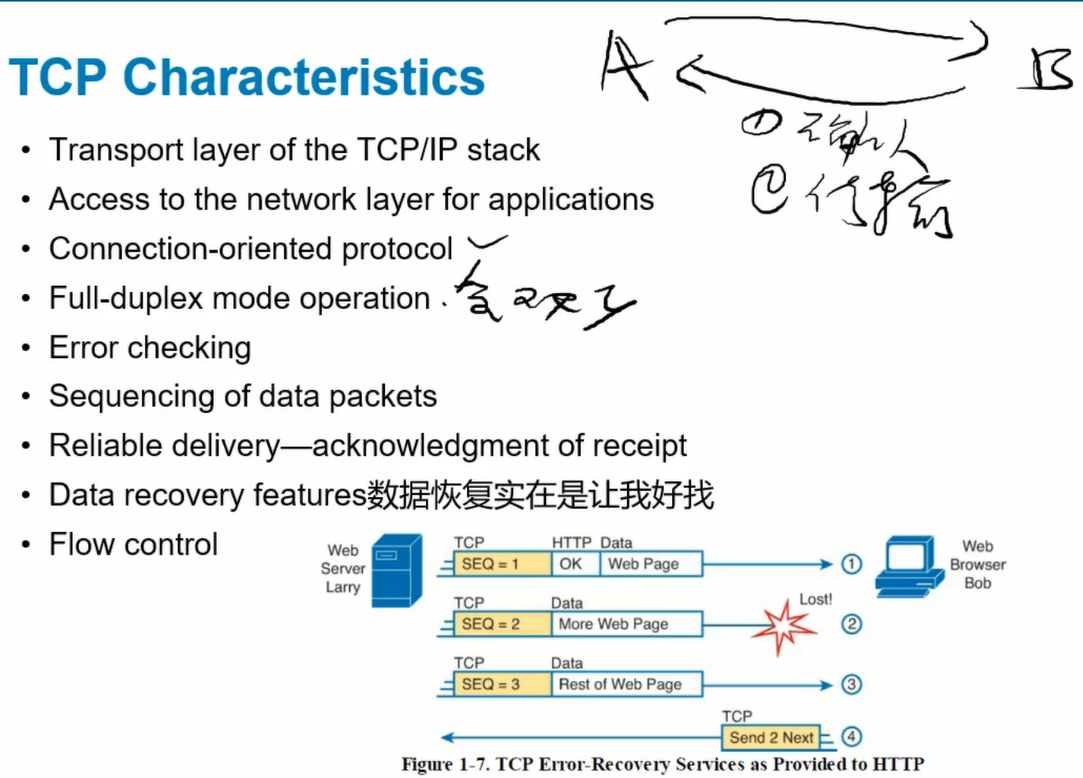 A B
TCP Characteristics
① 确认
② 传输
• Transport layer of the TCP/IP stack
• Access to the network layer for applications
• Connection-oriented protocol
• Full-duplex mode operation
• Error checking
• Sequencing of data packets
• Reliable delivery—acknowledgment of receipt
• Data recovery features数据恢复实在是让我好找
• Flow control
Web
Server
Larry
TCP HTTP Data
SEQ = 1 OK Web Page ①
Web
Browser
Bob
TCP Data Lost!
SEQ = 2 More Web Page ②
TCP Data
SEQ = 3 Rest of Web Page ③
TCP
Send 2 Next ④
Figure 1-7. TCP Error-Recovery Services as Provided to HTTP